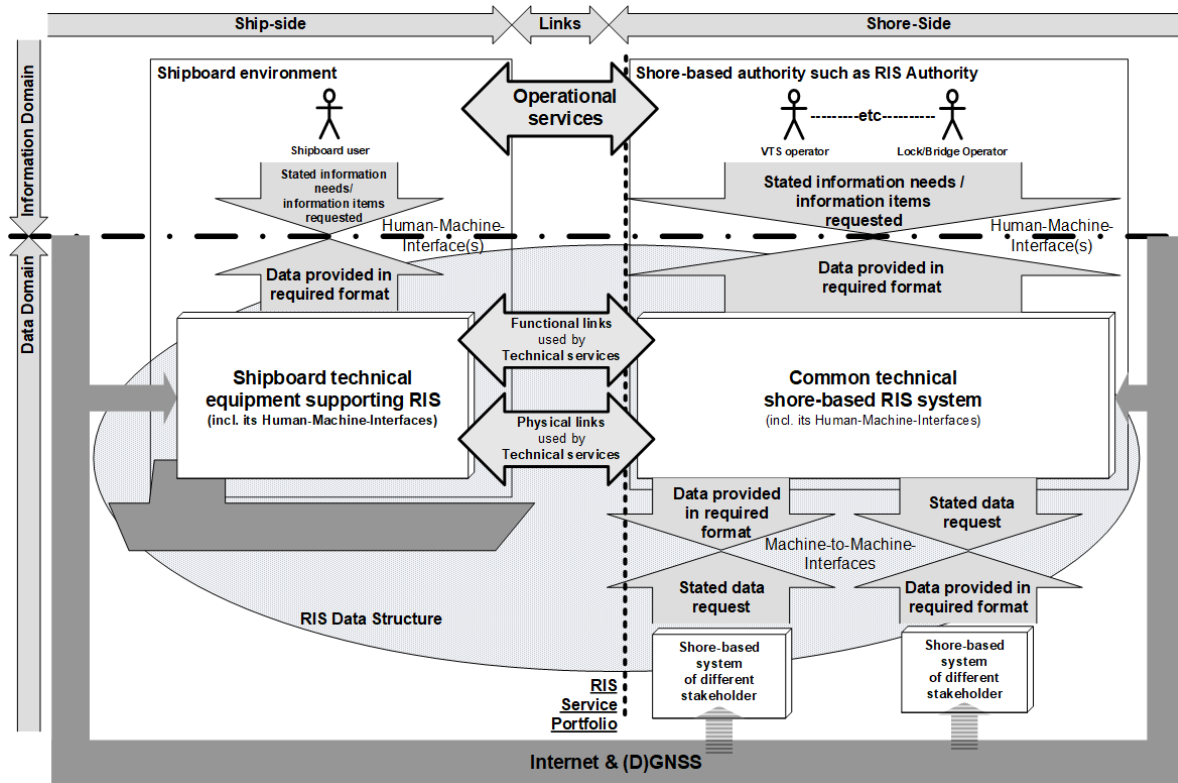 Ship-side
Links
Shore-Side
Information Domain
Data Domain
Shipboard environment
Shipboard user
Operational
services
Shore-based authority such as RIS Authority
---------etc----------
VTS operator
Lock/Bridge Operator
Stated information
needs/
information items
requested
Human-Machine-
Interface(s)
Stated information needs /
information items
requested
Human-Machine-
Interface(s)
Data provided in
required format
Data provided in
required format
Functional links
used by
Technical services
Shipboard technical
equipment supporting RIS
(incl. its Human-Machine-Interfaces)
Common technical
shore-based RIS system
(incl. its Human-Machine-Interfaces)
Physical links
used by
Technical services
Data provided
in required
format
Stated data
request
Machine-to-Machine-
Interfaces
Stated data
request
Data provided in
required format
RIS Data Structure
Shore-based
system
of different
stakeholder
Shore-based
system
of different
stakeholder
RIS
Service
Portfolio
Internet & (D)GNSS